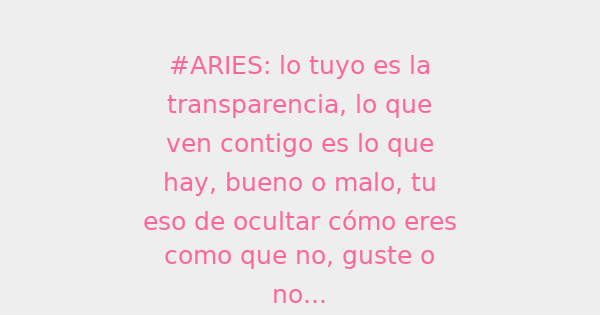 #ARIES: lo tuyo es la
transparencia, lo que
ven contigo es lo que
hay, bueno o malo, tu
eso de ocultar cómo eres
como que no, guste o
no...